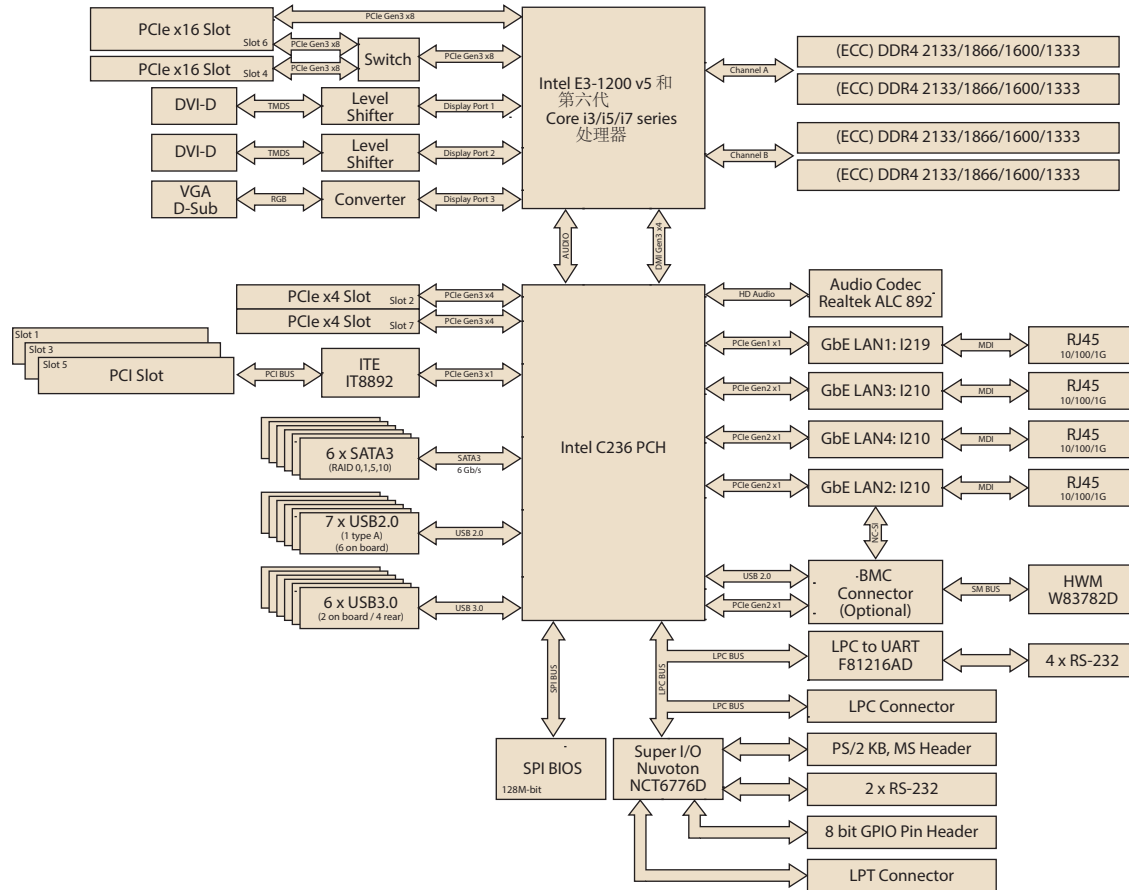 PCIe x16 Slot
Slot 6
PCIe Gen3 x8
PCIe Gen3 x8
PCIe Gen3 x8
PCIe x16 Slot
Slot 4
Switch
PCIe Gen3 x8
DVI-D
TMDS
Level
Shifter
Display Port 1
DVI-D
TMDS
Level
Shifter
Display Port 2
VGA
D-Sub
RGB
Converter
Display Port 3
Intel E3-1200 v5 和
第六代
Core i3/i5/i7 series
处理器
Channel A
(ECC) DDR4 2133/1866/1600/1333
(ECC) DDR4 2133/1866/1600/1333
Channel B
(ECC) DDR4 2133/1866/1600/1333
(ECC) DDR4 2133/1866/1600/1333
AUDIO
DMI Gen3 x4
PCIe x4 Slot
Slot 2
PCIe Gen3 x4
PCIe x4 Slot
Slot 7
PCIe Gen3 x4
Slot 1
Slot 3
Slot 5
PCI Slot
PCI BUS
ITE
IT8892
PCIe Gen3 x1
6 x SATA3
(RAID 0,1,5,10)
SATA3
6 Gb/s
7 x USB2.0
(1 type A)
(6 on board)
USB 2.0
6 x USB3.0
(2 on board / 4 rear)
USB 3.0
Intel C236 PCH
HD Audio
Audio Codec
Realtek ALC 892
PCIe Gen1 x1
GbE LAN1: I219
MDI
RJ45
10/100/1G
PCIe Gen2 x1
GbE LAN3: I210
MDI
RJ45
10/100/1G
PCIe Gen2 x1
GbE LAN4: I210
MDI
RJ45
10/100/1G
PCIe Gen2 x1
GbE LAN2: I210
MDI
RJ45
10/100/1G
NC-SI
USB 2.0
PCIe Gen2 x1
BMC
Connector
(Optional)
SM BUS
HWM
W83782D
LPC BUS
LPC to UART
F81216AD
4 x RS-232
SPI BUS
LPC BUS
LPC BUS
LPC Connector
SPI BIOS
128M-bit
Super I/O
Nuvoton
NCT6776D
PS/2 KB, MS Header
2 x RS-232
8 bit GPIO Pin Header
LPT Connector